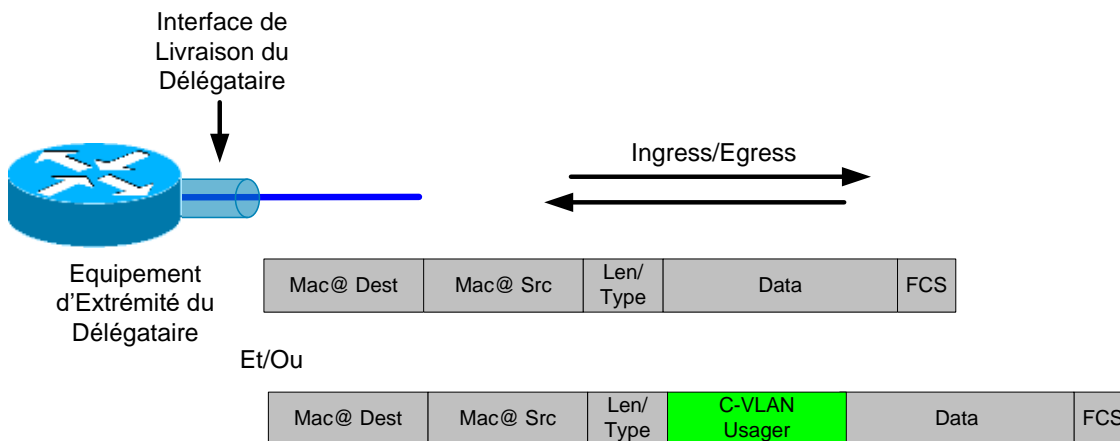 Interface de
Livraison du
Délégataire
Ingress/Egress
Equipement
d'Extrémité du
Délégataire
Mac@ Dest
Mac@ Src
Len/
Type
Data
FCS
Et/Ou
Mac@ Dest
Mac@ Src
Len/
Type
C-VLAN
Usager
Data
FCS